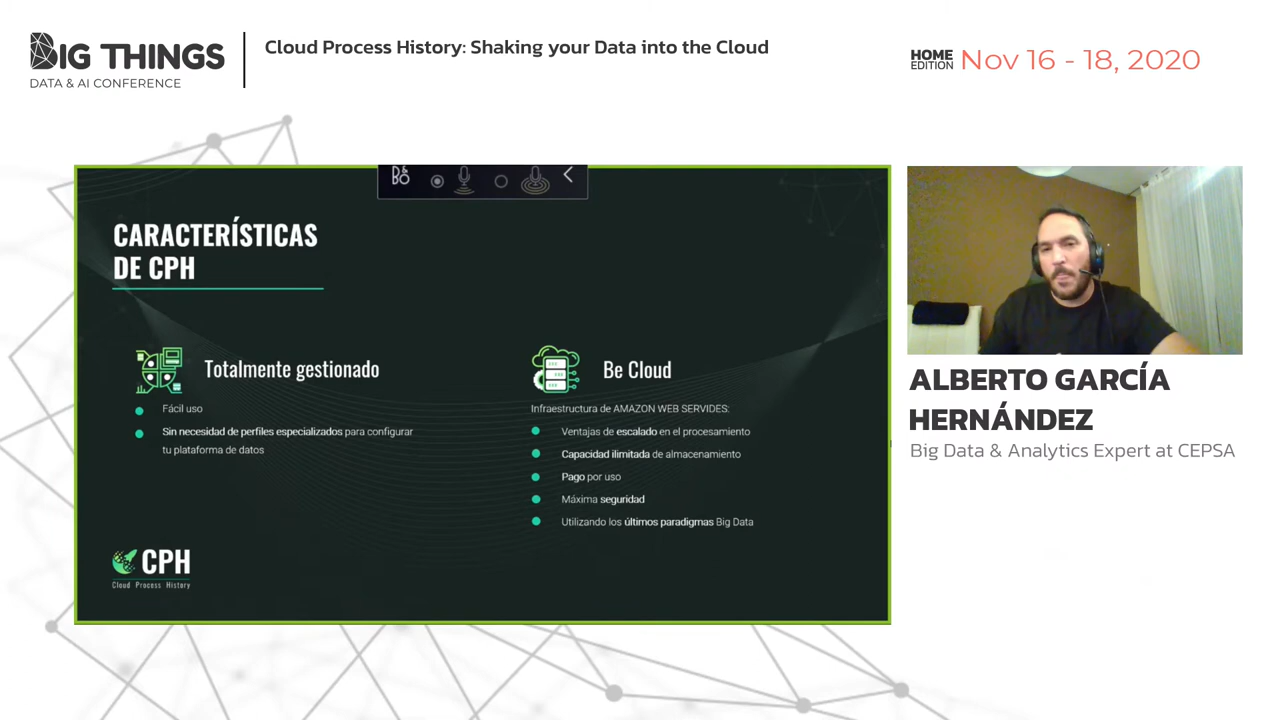 BIG THINGS
DATA & AI CONFERENCE
Cloud Process History: Shaking your Data into the Cloud
HOME
EDITION
Nov 16 - 18, 2020
CARACTERÍSTICAS
DE CPH
Totalmente gestionado
Fácil uso
Sin necesidad de perfiles especializados para configurar
tu plataforma de datos
Be Cloud
Infraestructura de AMAZON WEB SERVIDES:
Ventajas de escalado en el procesamiento
Capacidad ilimitada de almacenamiento
Pago por uso
Máxima seguridad
Utilizando los últimos paradigmas Big Data
CPH
Cloud Process History
ALBERTO GARCÍA
HERNÁNDEZ
Big Data & Analytics Expert at CEPSA